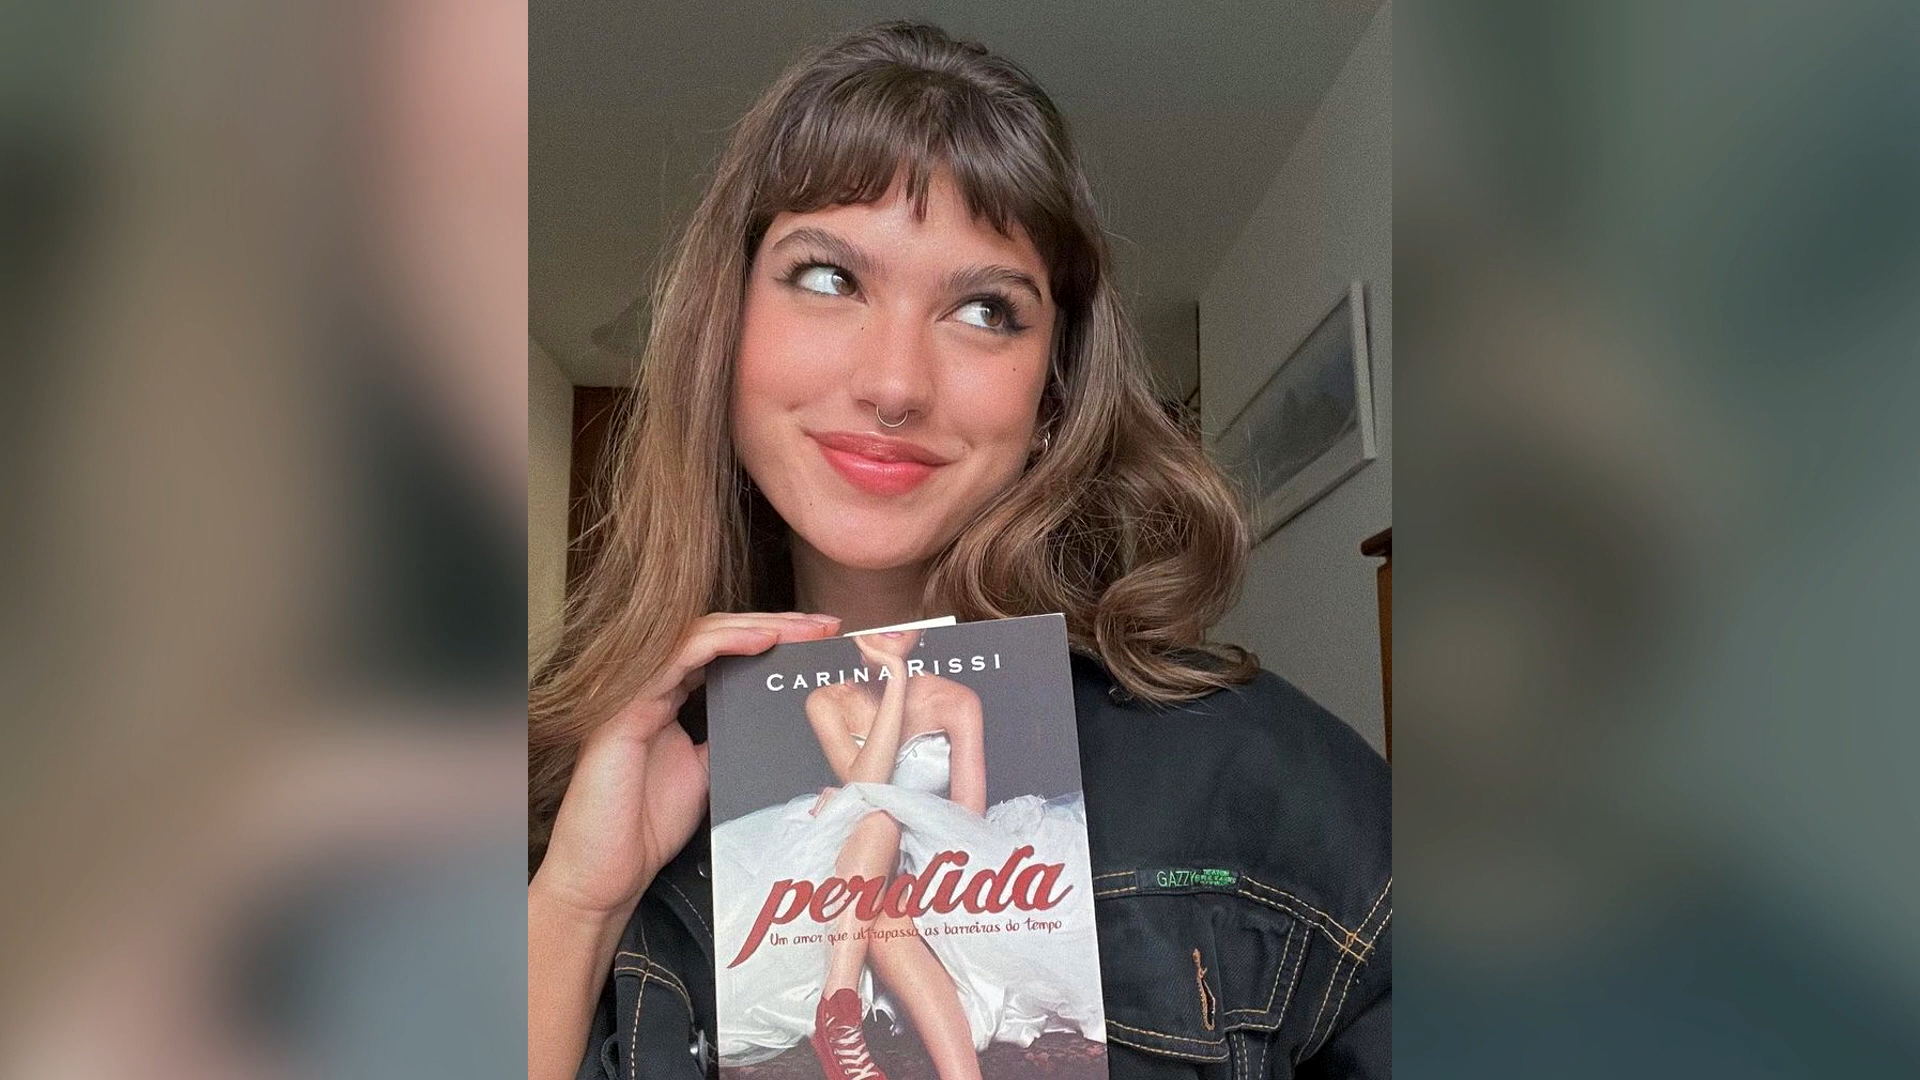 CARINA RISSI
perdida
Um amor que ultrapassa as barreiras do tempo
GAZZY